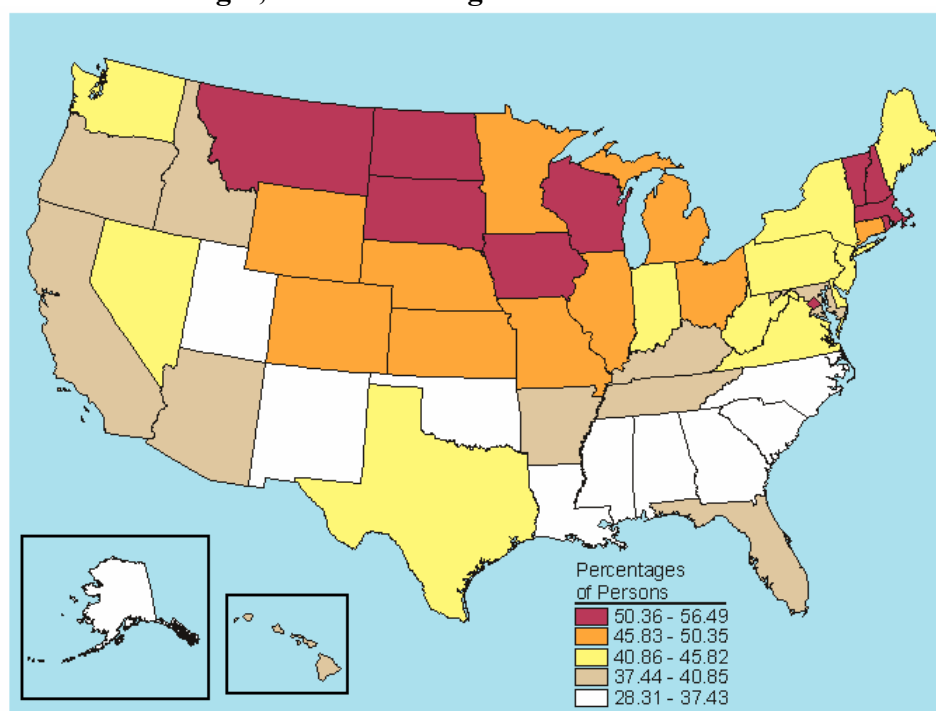 Percentages
of Persons
50.36 - 56.49
45.83 - 50.35
40.86 - 45.82
37.44 - 40.85
28.31 - 37.43